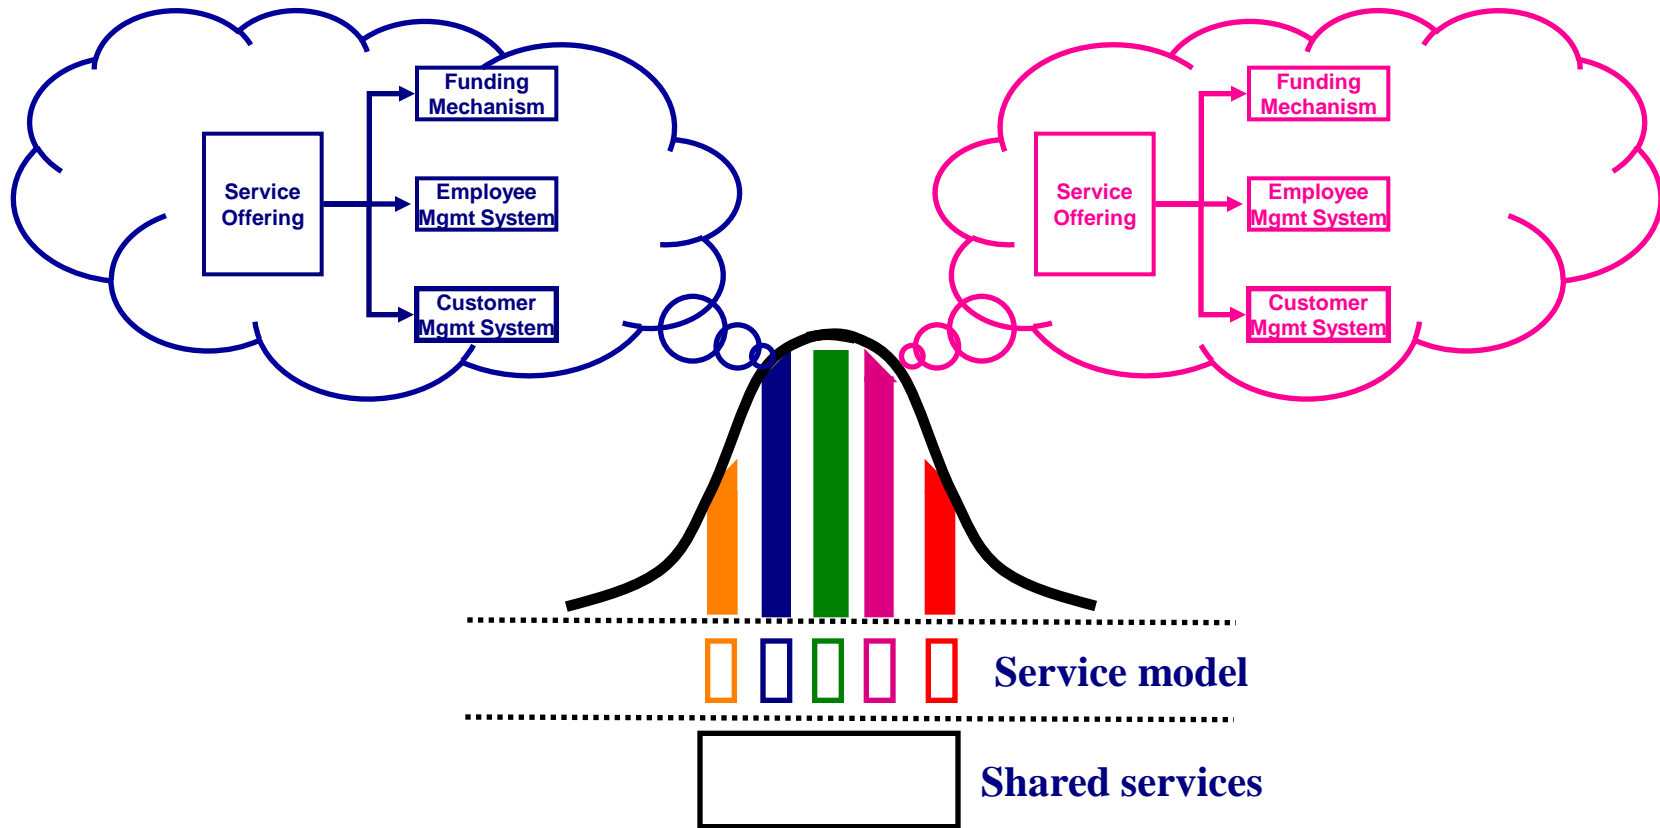 Funding
Mechanism
Service
Offering
Employee
Mgmt System
Customer
Mgmt System
Funding
Mechanism
Service
Offering
Employee
Mgmt System
Customer
Mgmt System
Service model
Shared services